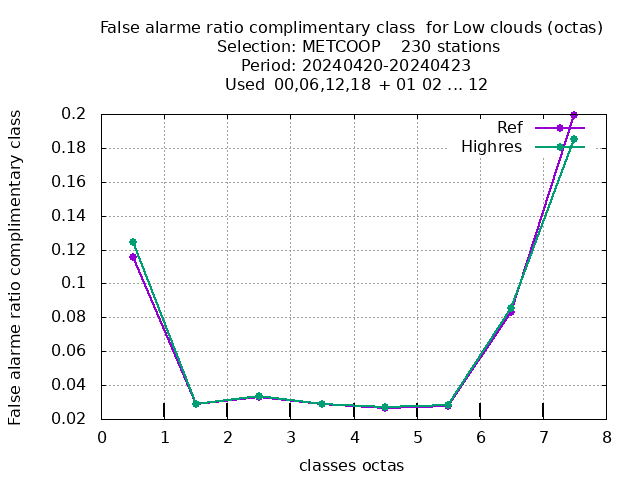 False alarme ratio complimentary class  for Low clouds (octas)
Selection: METCOOP    230 stations
Period: 20240420-20240423
Used  00,06,12,18 + 01 02 ... 12
False alarme ratio complimentary class
0.2
0.18
0.16
0.14
0.12
0.1
0.08
0.06
0.04
0.02
Ref
Highres
0 1 2 3 4 5 6 7 8
classes octas